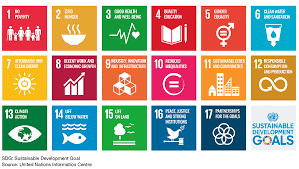 1 NO
POVERTY
2 ZERO
HUNGER
3 GOOD HEALTH
AND WELL-BEING
4 QUALITY
EDUCATION
5 GENDER
EQUALITY
6 CLEAN WATER
AND SANITATION
7 AFFORDABLE AND
CLEAN ENERGY
8 DECENT WORK AND
ECONOMIC GROWTH
9 INDUSTRY, INNOVATION
AND INFRASTRUCTURE
10 REDUCED
INEQUALITIES
11 SUSTAINABLE CITIES
AND COMMUNITIES
12 RESPONSIBLE
CONSUMPTION
AND PRODUCTION
13 CLIMATE
ACTION
14 LIFE
BELOW WATER
15 LIFE
ON LAND
16 PEACE, JUSTICE
AND STRONG
INSTITUTIONS
17 PARTNERSHIPS
FOR THE GOALS
SUSTAINABLE
DEVELOPMENT
GOALS
SDG: Sustainable Development Goal
Source: United Nations Information Centre